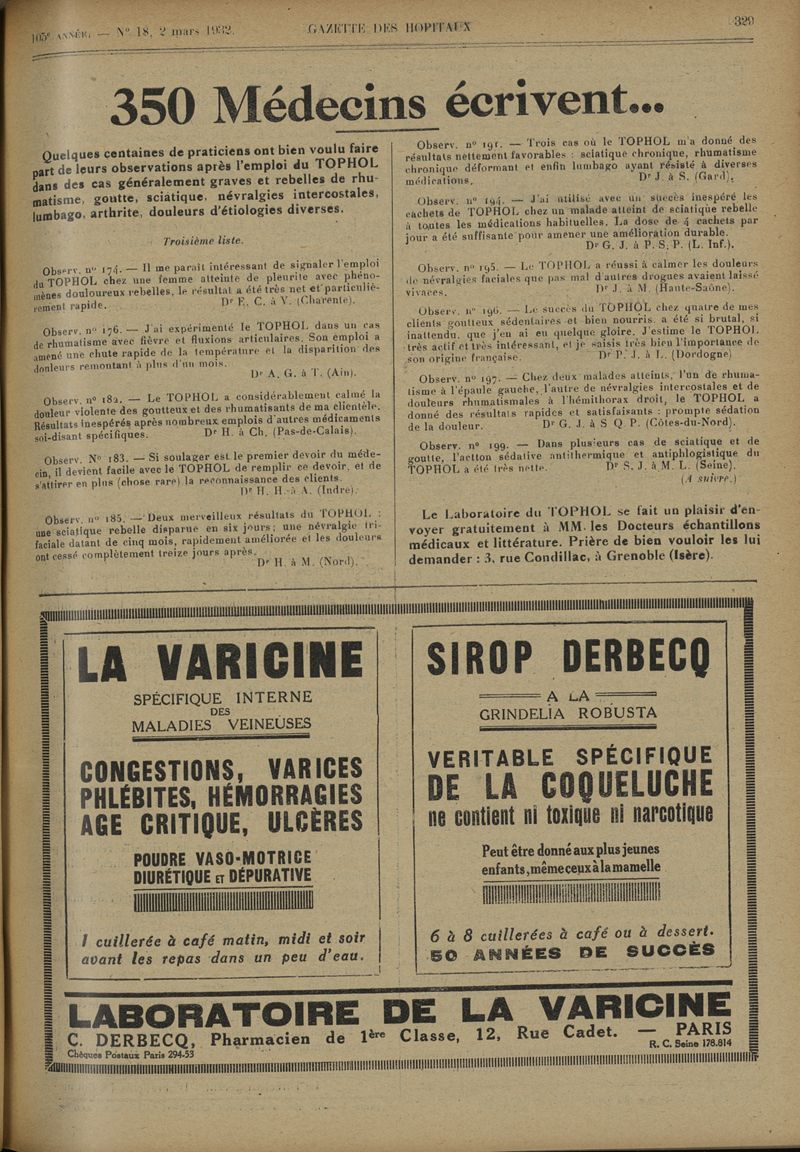 105e ANNÉE. — No 18, 2 mars 1932.
GAZETTE DES HOPITAUX
329
350 Médecins écrivent...
Quelques centaines de praticiens ont bien voulu faire
part de leurs observations après l'emploi du TOPHOL
dans des cas généralement graves et rebelles de rhu-
matisme, goutte, sciatique, névralgies intercostales,
lumbago, arthrite, douleurs d'étiologies diverses.
Troisième liste.
Observ. no 174. — Il me paraît intéressant de signaler l'emploi
du TOPHOL chez une femme atteinte de pleurite avec phéno-
mènes douloureux rebelles, le résultat a été très net et particuliè-
rement rapide. Dr E. C. à V. (Charente).
Observ. no 176. — J'ai expérimenté le TOPHOL dans un cas
de rhumatisme avec fièvre et fluxions articulaires. Son emploi a
amené une chute rapide de la température et la disparition des
douleurs remontant à plus d'un mois.
Dr A. G. à T. (Ain).
Observ. no 182. — Le TOPHOL a considérablement calmé la
douleur violente des goutteux et des rhumatisants de ma clientèle.
Résultats inespérés après nombreux emplois d'autres médicaments
soi-disant spécifiques. Dr H. à Ch. (Pas-de-Calais).
Observ. No 183. — Si soulager est le premier devoir du méde-
cin, il devient facile avec le TOPHOL de remplir ce devoir, et de
s'attirer en plus (chose rare) la reconnaissance des clients.
Dr H. H. à A. (Indre).
Observ. no 185. — Deux merveilleux résultats du TOPHOL :
une sciatique rebelle disparue en six jours; une névralgie tri-
faciale datant de cinq mois, rapidement améliorée et les douleurs
ont cessé complètement treize jours après.
Dr H. à M. (Nord).
Observ. no 191. — Trois cas où le TOPHOL m'a donné des
résultats nettement favorables : sciatique chronique, rhumatisme
chronique déformant et enfin lumbago ayant résisté à diverses
médications. Dr J. à S. (Gard).
Observ. no 194. — J'ai utilisé avec un succès inespéré les
cachets de TOPHOL chez un malade atteint de sciatique rebelle
à toutes les médications habituelles. La dose de 4 cachets par
jour a été suffisante pour amener une amélioration durable.
Dr G. J. à P. S. P. (L. Inf.).
Observ. no 195. — Le TOPHOL a réussi à calmer les douleurs
de névralgies faciales que pas mal d'autres drogues avaient laissé
vivaces. Dr J. à M. (Haute-Saône).
Observ. no 196. — Le succès du TOPHOL chez quatre de mes
clients goutteux sédentaires et bien nourris, a été si brutal, si
inattendu, que j'en ai eu quelque gloire. J'estime le TOPHOL
très actif et très intéressant, et je saisis très bien l'importance de
son origine française. Dr P. J. à L. (Dordogne)
Observ. no 197. — Chez deux malades atteints, l'un de rhuma-
tisme à l'épaule gauche, l'autre de névralgies intercostales et de
douleurs rhumatismales à l'hémithorax droit, le TOPHOL a
donné des résultats rapides et satisfaisants : prompte sédation
de la douleur. Dr G. J. à S Q. P. (Côtes-du-Nord).
Observ. no 199. — Dans plusieurs cas de sciatique et de
goutte, l'action sédative antithermique et antiphlogistique du
TOPHOL a été très nette. Dr S. J. à M. L. (Seine).
(A suivre.)
Le Laboratoire du TOPHOL se fait un plaisir d'en-
voyer gratuitement à MM. les Docteurs échantillons
médicaux et littérature. Prière de bien vouloir les lui
demander : 3, rue Condillac, à Grenoble (Isère).
LA VARICINE
SPÉCIFIQUE INTERNE
DES
MALADIES VEINEUSES
CONGESTIONS, VARICES
PHLÉBITES, HÉMORRAGIES
AGE CRITIQUE, ULCÈRES
POUDRE VASO-MOTRICE
DIURÉTIQUE ET DÉPURATIVE
1 cuillerée à café matin, midi et soir
avant les repas dans un peu d'eau.
SIROP DERBECQ
A LA
GRINDELIA ROBUSTA
VERITABLE SPÉCIFIQUE
DE LA COQUELUCHE
ne contient ni toxique ni narcotique
Peut être donné aux plus jeunes
enfants, même ceux à la mamelle
6 à 8 cuillerées à café ou à dessert.
50 ANNÉES DE SUCCÈS
LABORATOIRE DE LA VARICINE
C. DERBECQ, Pharmacien de 1ère Classe, 12, Rue Cadet. — PARIS
Chèques Postaux Paris 294-53
R. C. Seine 178.814